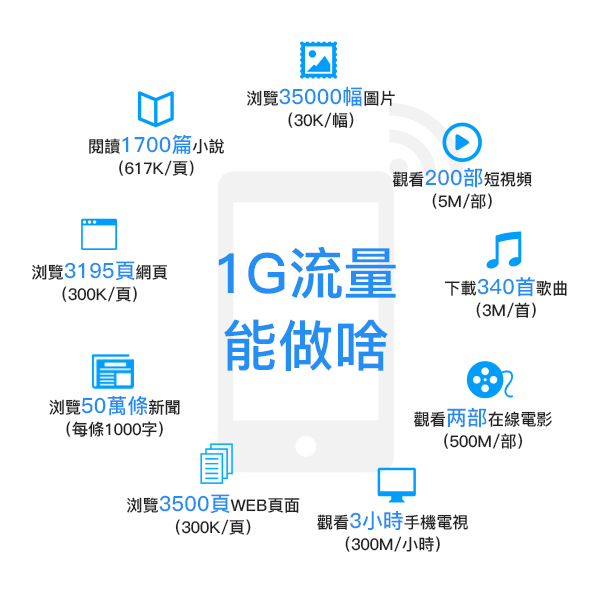 瀏覽35000幅圖片
（30K/幅）
閱讀1700篇小說
（617K/頁）
觀看200部短視頻
（5M/部）
瀏覽3195頁網頁
（300K/頁）
1G流量
能做啥
下載340首歌曲
（3M/首）
瀏覽50萬條新聞
（每條1000字）
觀看两部在線電影
（500M/部）
瀏覽3500頁WEB頁面
（300K/頁）
觀看3小時手機電視
（300M/小時）